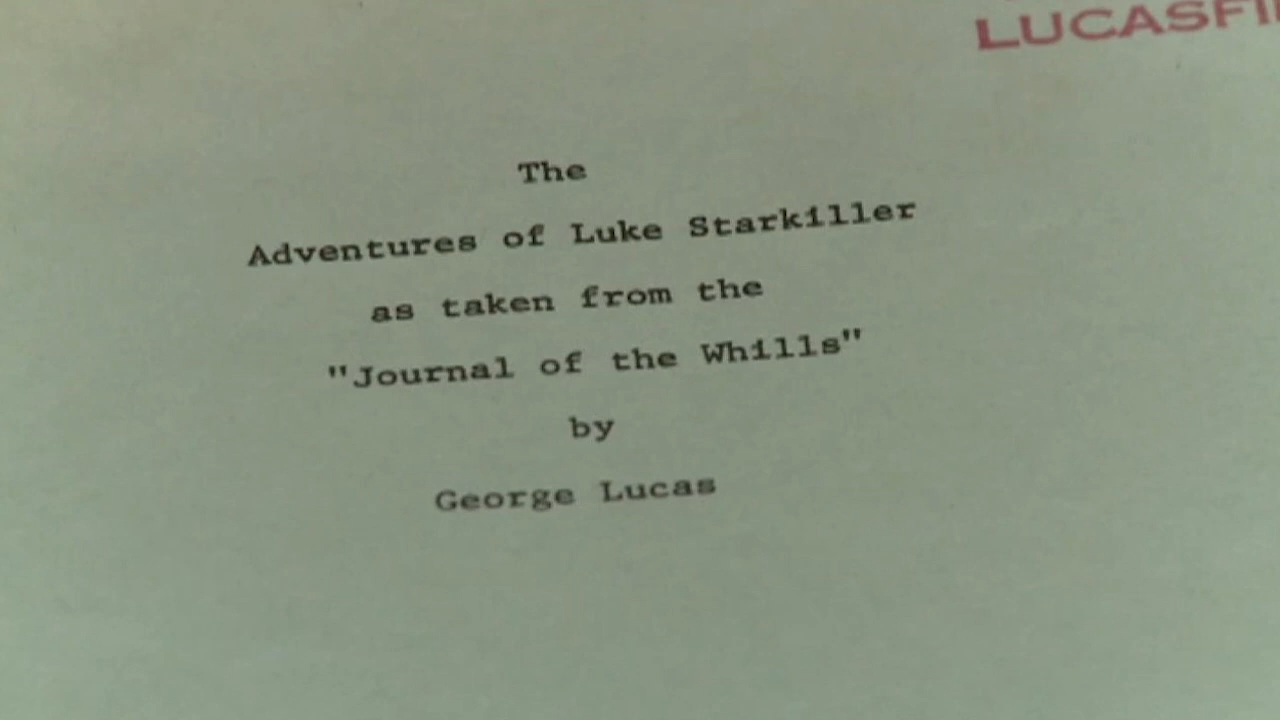 LUCASFI
The
Adventures of Luke Starkiller
as taken from the
"Journal of the Whills"
by
George Lucas